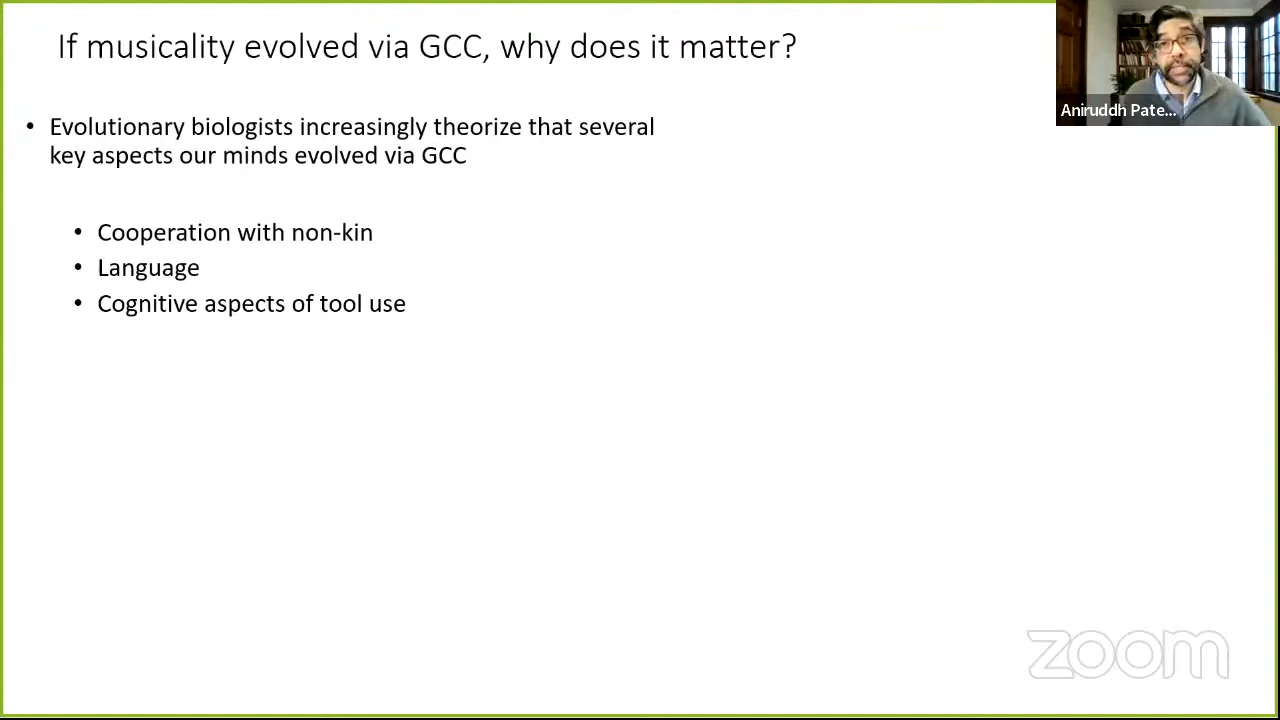 If musicality evolved via GCC, why does it matter?
Aniruddh Pate...
• Evolutionary biologists increasingly theorize that several
key aspects our minds evolved via GCC
• Cooperation with non-kin
• Language
• Cognitive aspects of tool use
zoom